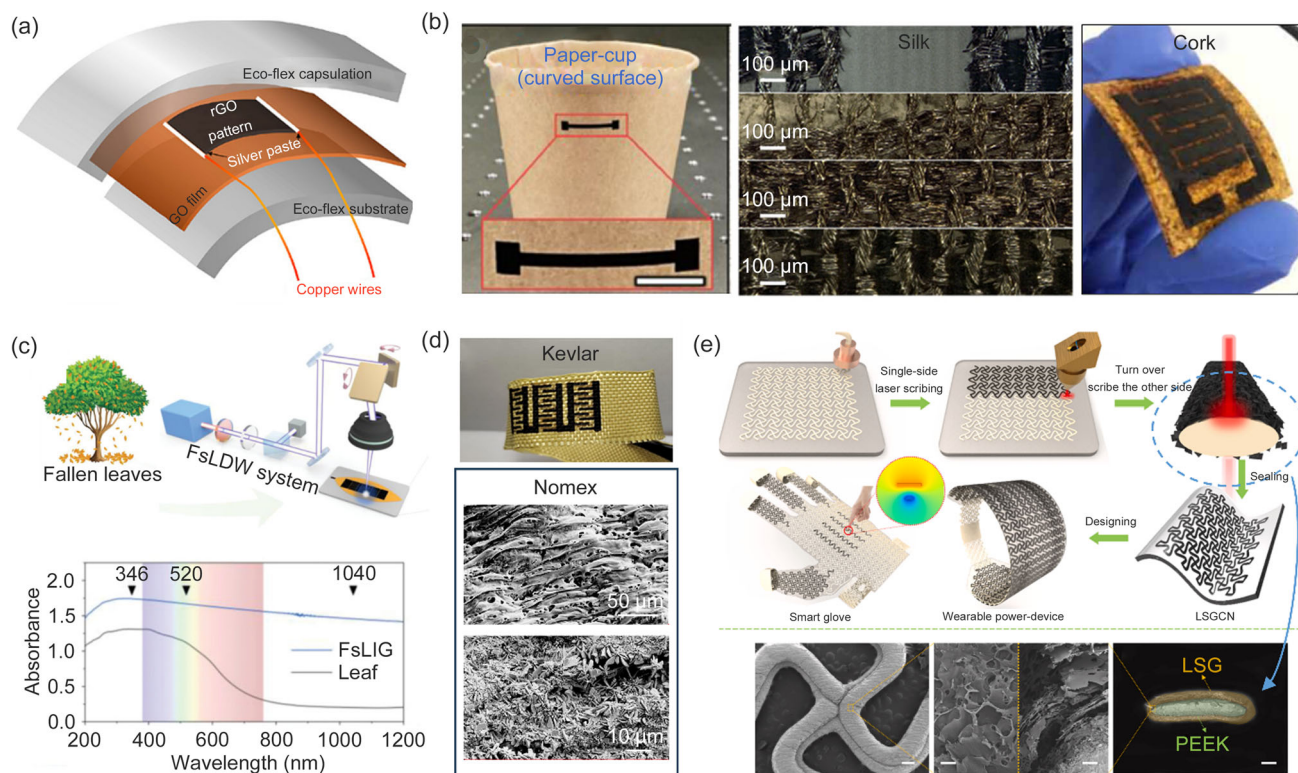 (a)
Eco-flex capsulation
rGO
pattern
Silver paste
GO film
Eco-flex substrate
Copper wires
(b)
Paper-cup
(curved surface)
Silk
100 μm
100 μm
100 μm
100 μm
Cork
(c)
Fallen leaves
FsLDW system
346
520
1040
2.0
1.5
1.0
0.5
0.0
Absorbance
FsLIG
Leaf
200
400
600
800
1000
1200
Wavelength (nm)
(d)
Kevlar
Nomex
50 μm
10 μm
(e)
Single-side
laser scribing
Turn over
scribe the other side
Sealing
Designing
Smart glove
Wearable power-device
LSGCN
LSG
PEEK